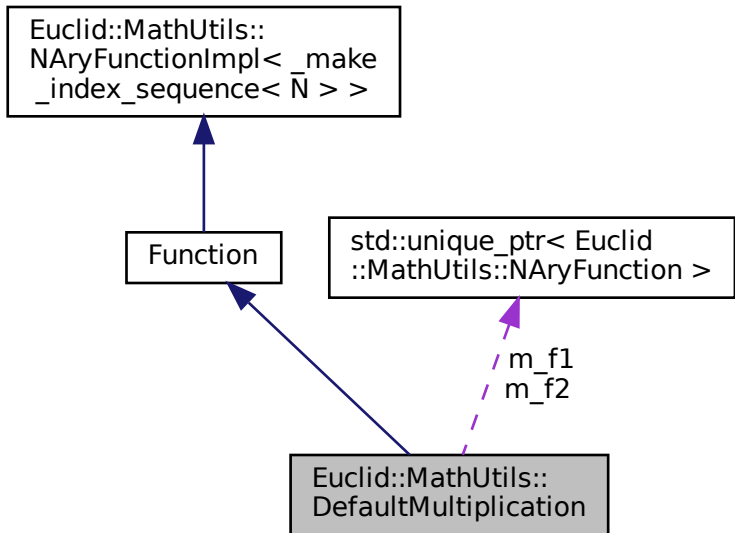 Euclid::MathUtils::
NAryFunctionImpl< _make
_index_sequence< N > >
Function
std::unique_ptr< Euclid
::MathUtils::NAryFunction >
m_f1
m_f2
Euclid::MathUtils::
DefaultMultiplication